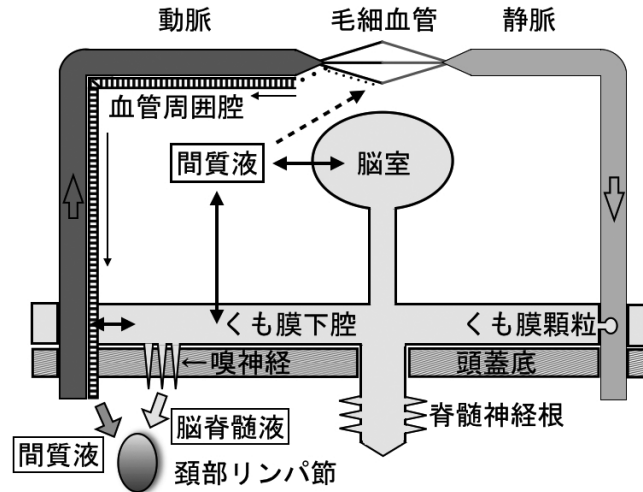 動脈
毛細血管
静脈
血管周囲腔
間質液
脳室
くも膜下腔
くも膜顆粒
←嗅神経
頭蓋底
脳脊髄液
脊髄神経根
間質液
頚部リンパ節